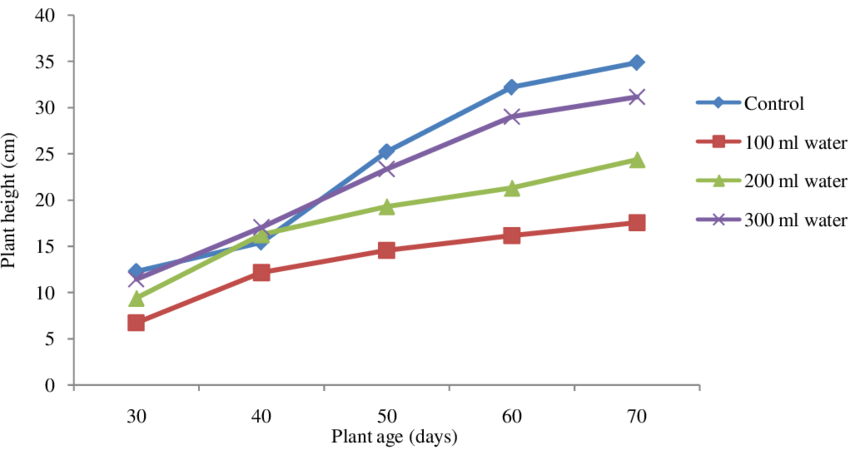 40
35
30
25
20
15
10
5
0
Plant height (cm)
30 40 50 60 70
Plant age (days)
Control
100 ml water
200 ml water
300 ml water